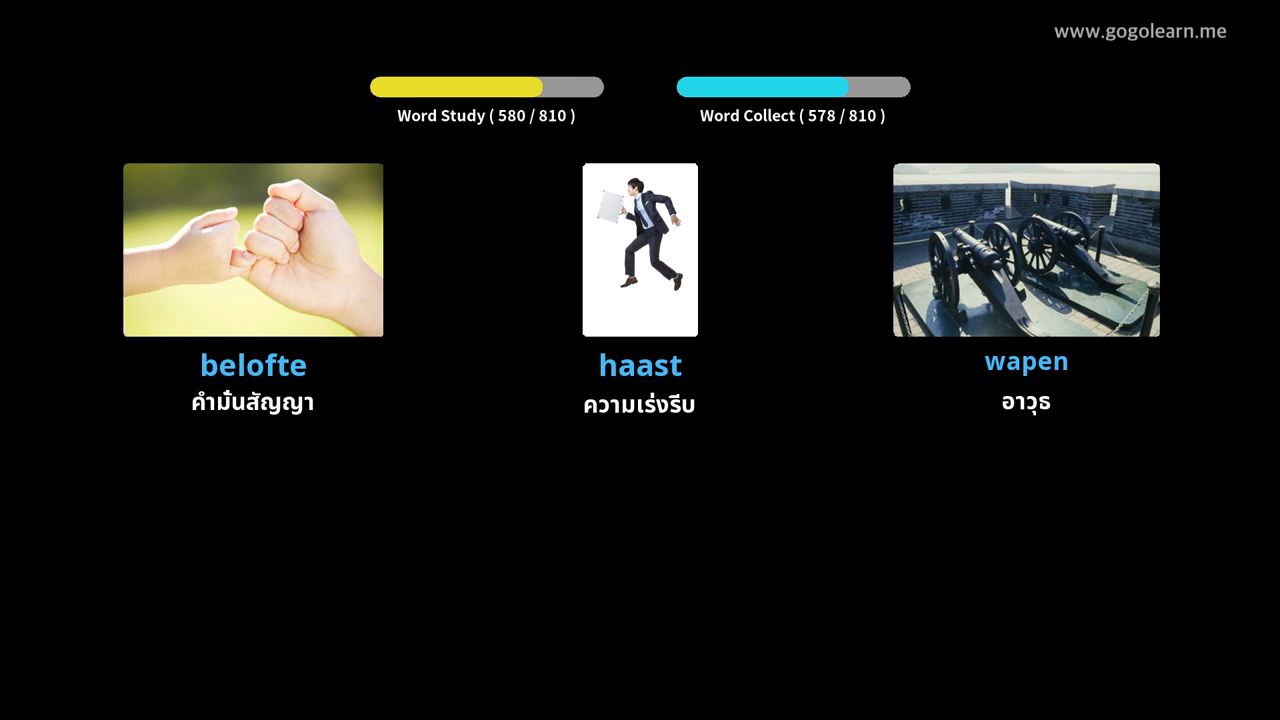 www.gogolearn.me
Word Study ( 580 / 810 )
Word Collect ( 578 / 810 )
belofte
haast
wapen
คำมั่นสัญญา
ความเร่งรีบ
อาวุธ